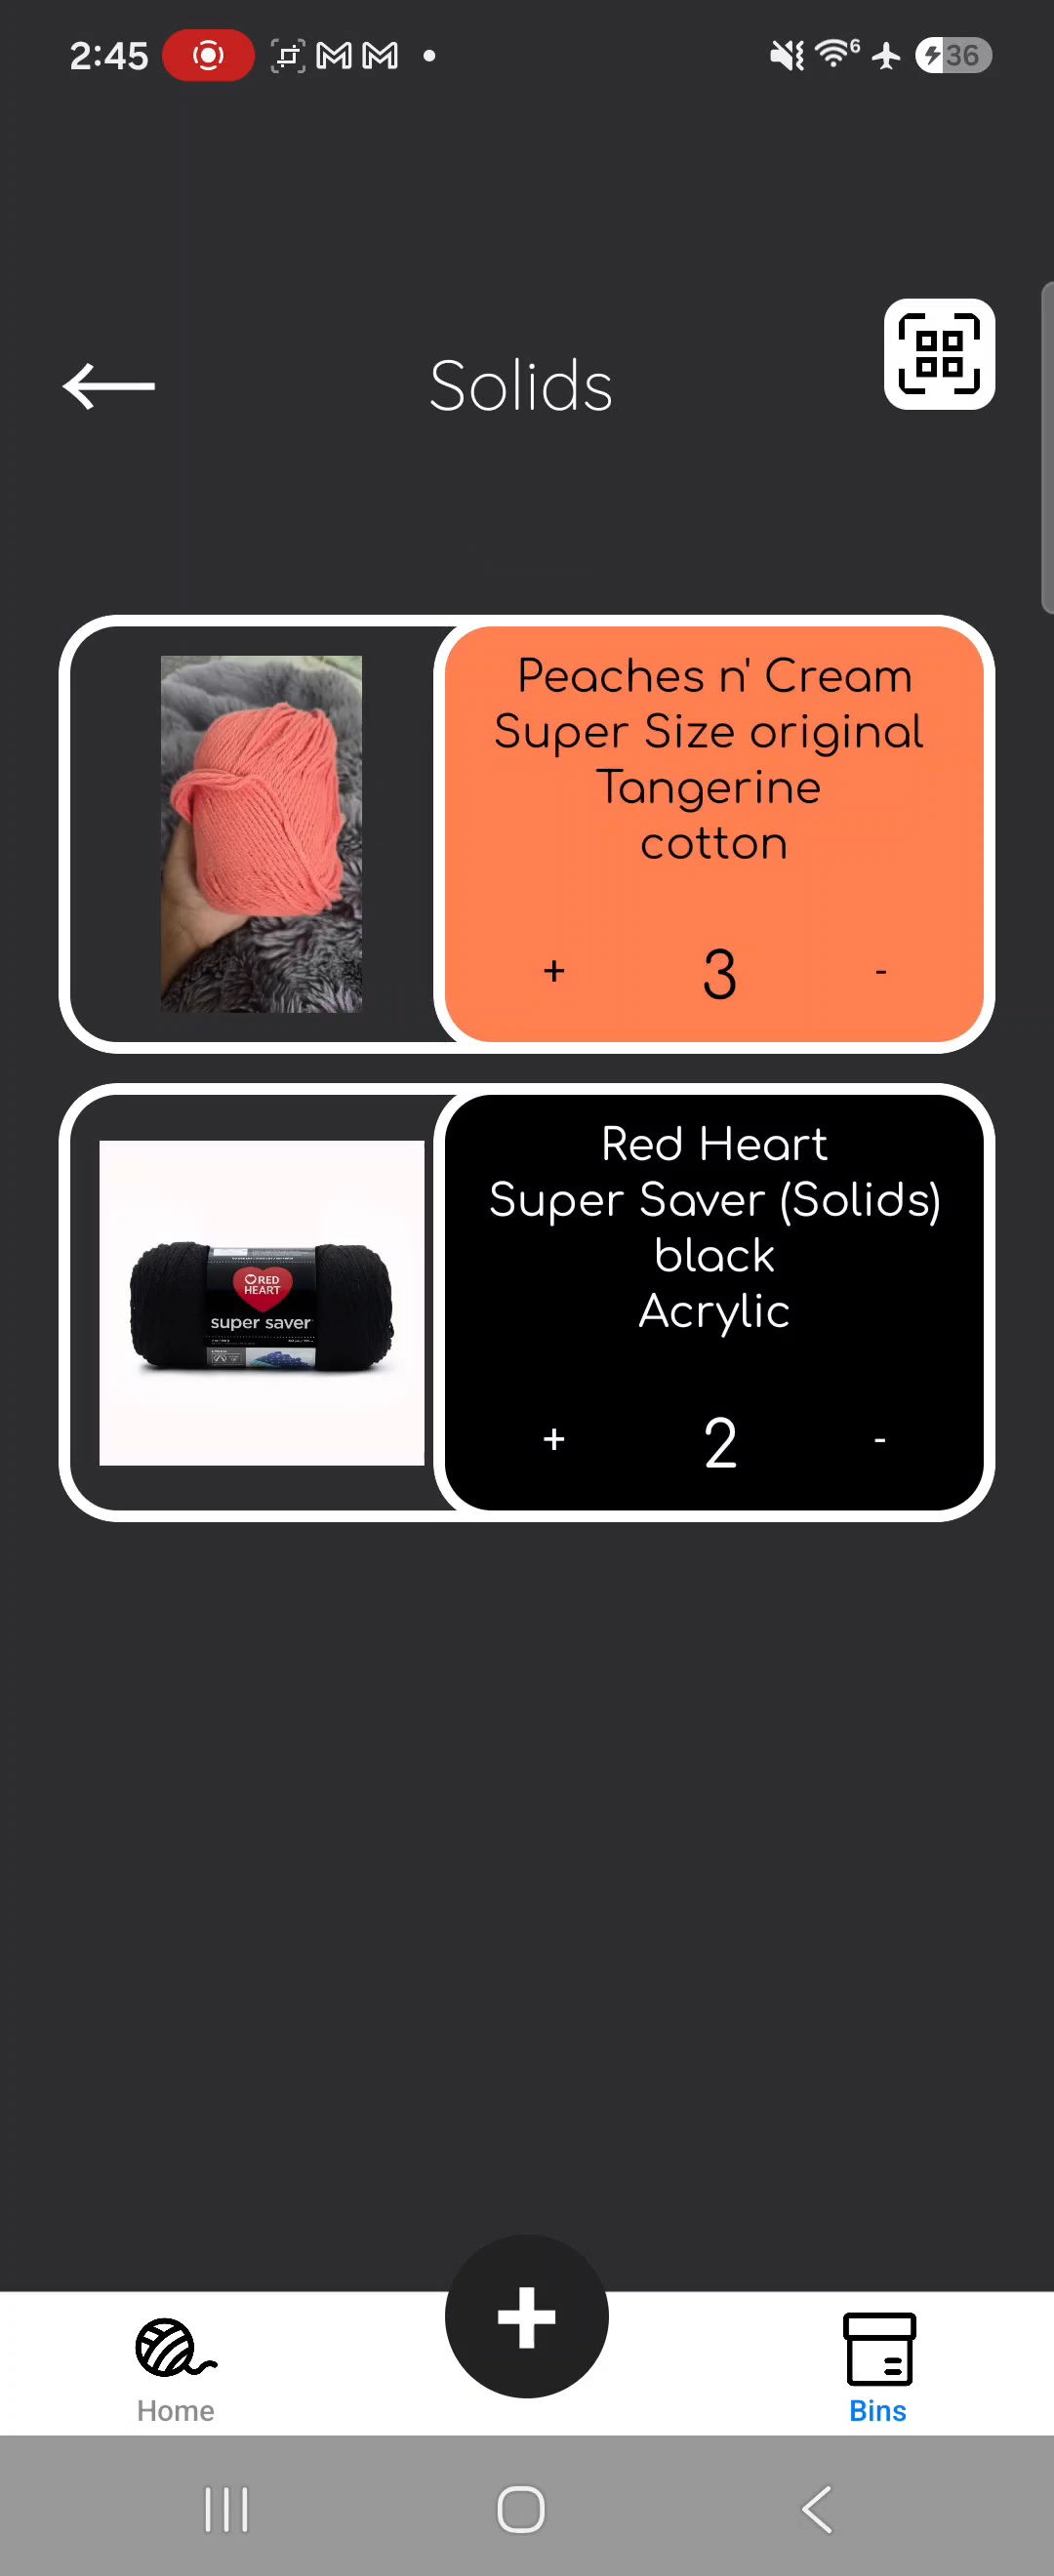 2:45
6
36
Solids
Peaches n' Cream
Super Size original
Tangerine
cotton
+ 3 -
RED
HEART
super saver
Red Heart
Super Saver (Solids)
black
Acrylic
+ 2 -
Home
Bins